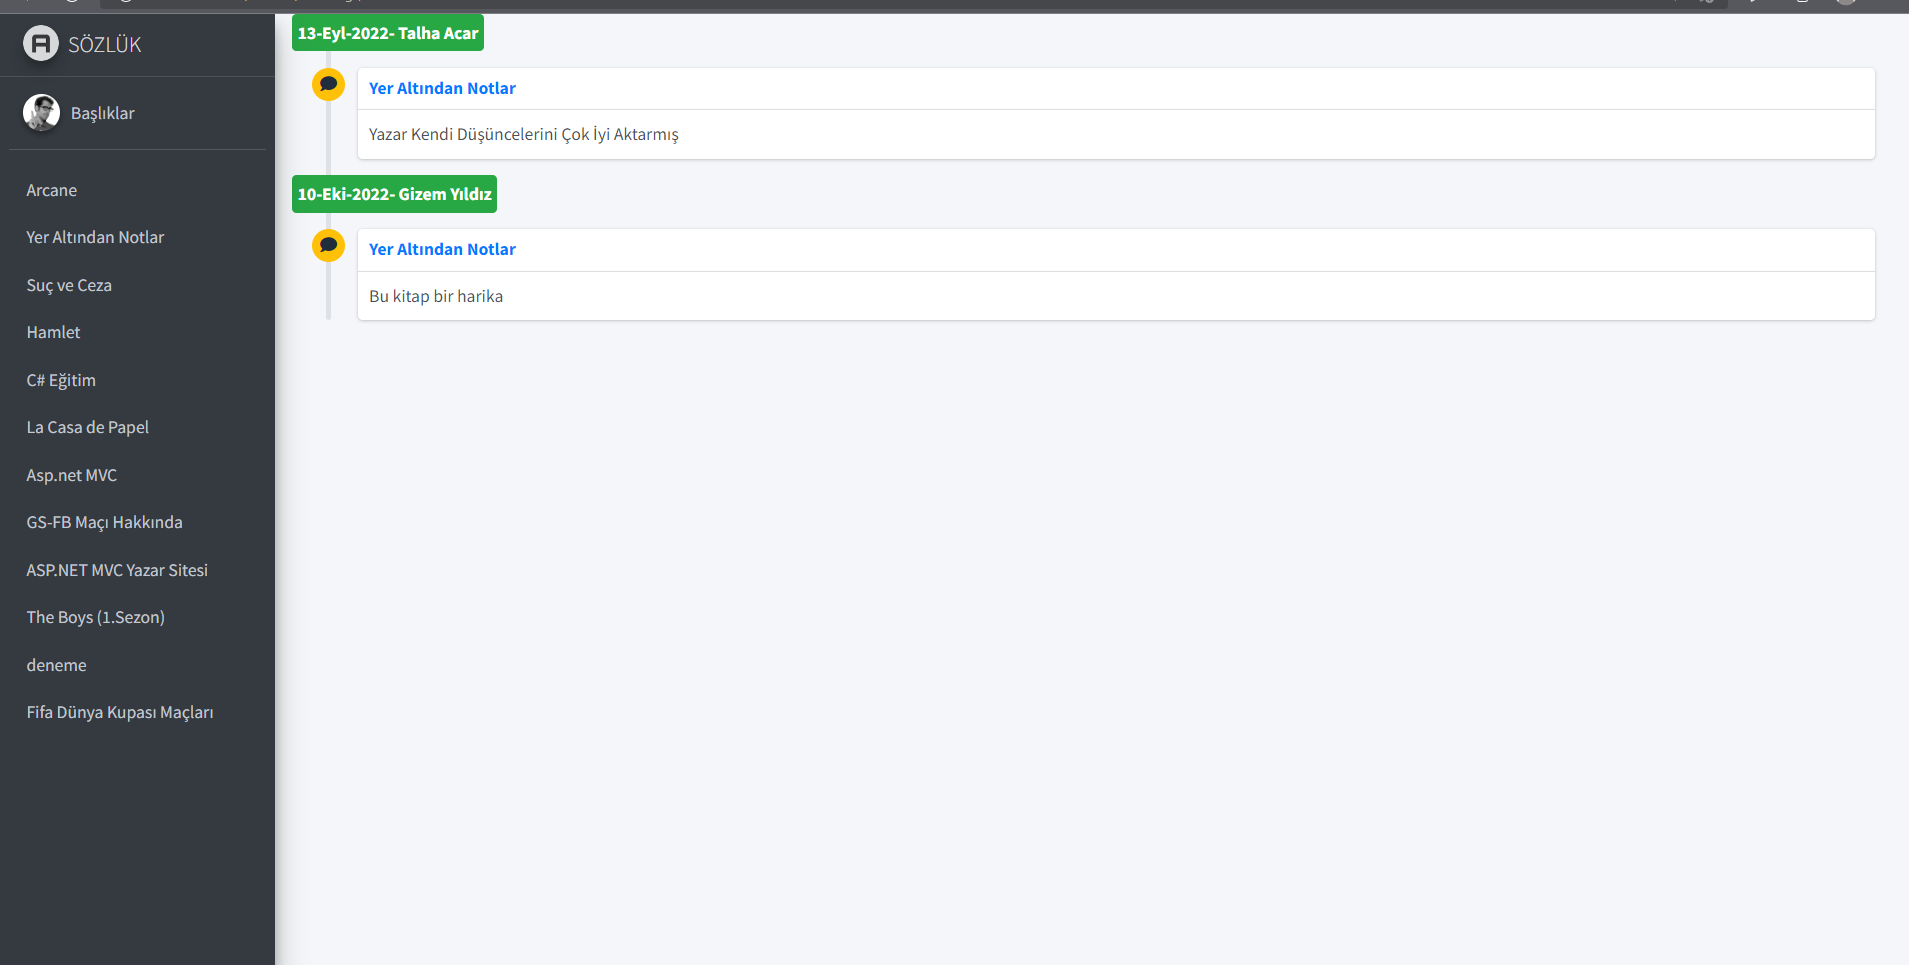 SÖZLÜK
Başlıklar
Arcane
Yer Altından Notlar
Suç ve Ceza
Hamlet
C# Eğitim
La Casa de Papel
Asp.net MVC
GS-FB Maçı Hakkında
ASP.NET MVC Yazar Sitesi
The Boys (1.Sezon)
deneme
Fifa Dünya Kupası Maçları
13-Eyl-2022- Talha Acar
Yer Altından Notlar
Yazar Kendi Düşüncelerini Çok İyi Aktarmış
10-Eki-2022- Gizem Yıldız
Yer Altından Notlar
Bu kitap bir harika